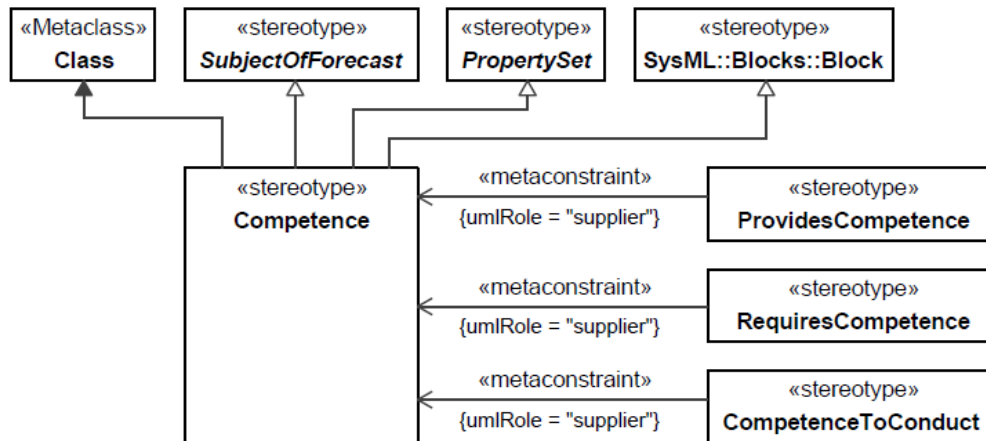 «Metaclass»
Class
«stereotype»
SubjectOfForecast
«stereotype»
PropertySet
«stereotype»
SysML::Blocks::Block
«stereotype»
Competence
«metaconstraint»
{umlRole = "supplier"}
«stereotype»
ProvidesCompetence
«metaconstraint»
{umlRole = "supplier"}
«stereotype»
RequiresCompetence
«metaconstraint»
{umlRole = "supplier"}
«stereotype»
CompetenceToConduct